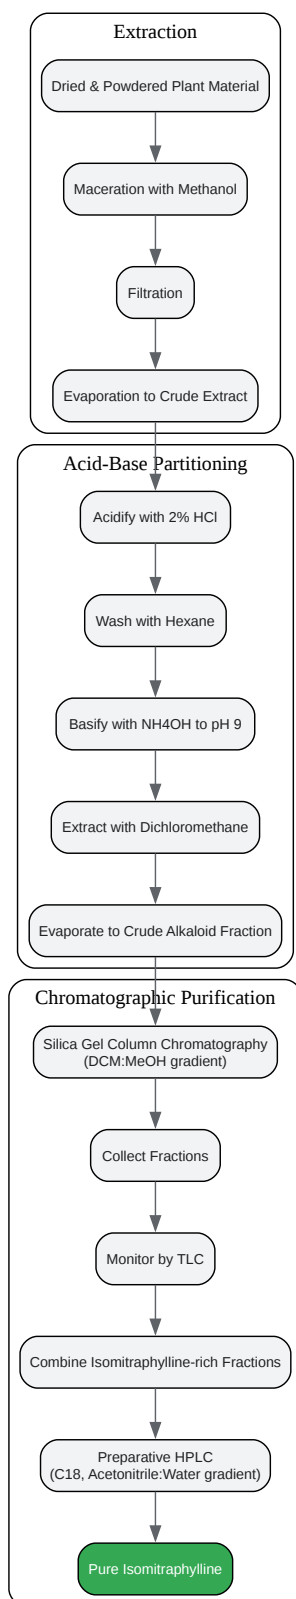 Extraction
Dried & Powdered Plant Material
Maceration with Methanol
Filtration
Evaporation to Crude Extract
Acid-Base Partitioning
Acidify with 2% HCl
Wash with Hexane
Basify with NH4OH to pH 9
Extract with Dichloromethane
Evaporate to Crude Alkaloid Fraction
Chromatographic Purification
Silica Gel Column Chromatography
(DCM:MeOH gradient)
Collect Fractions
Monitor by TLC
Combine Isomitraphylline-rich Fractions
Preparative HPLC
(C18, Acetonitrile:Water gradient)
Pure Isomitraphylline